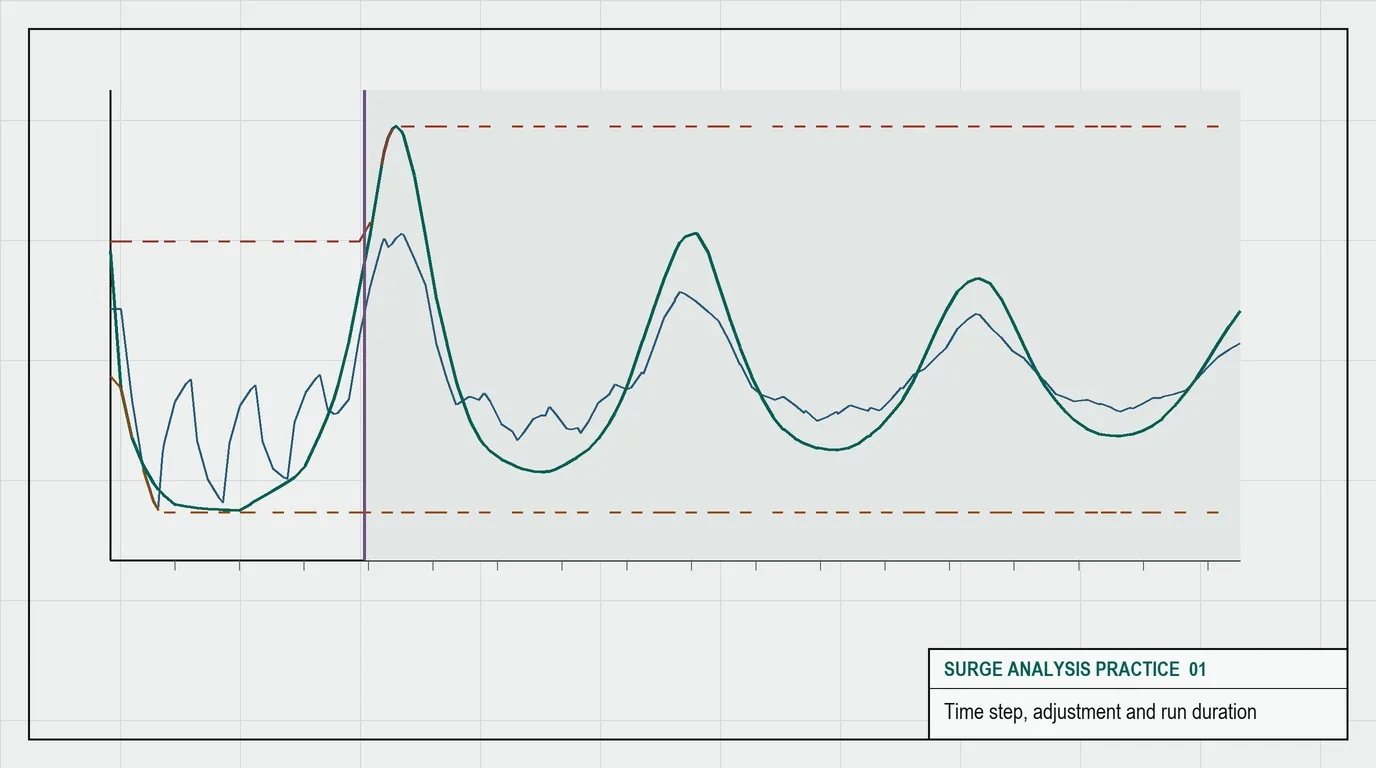 SURGE ANALYSIS PRACTICE 01
Time step, adjustment and run duration